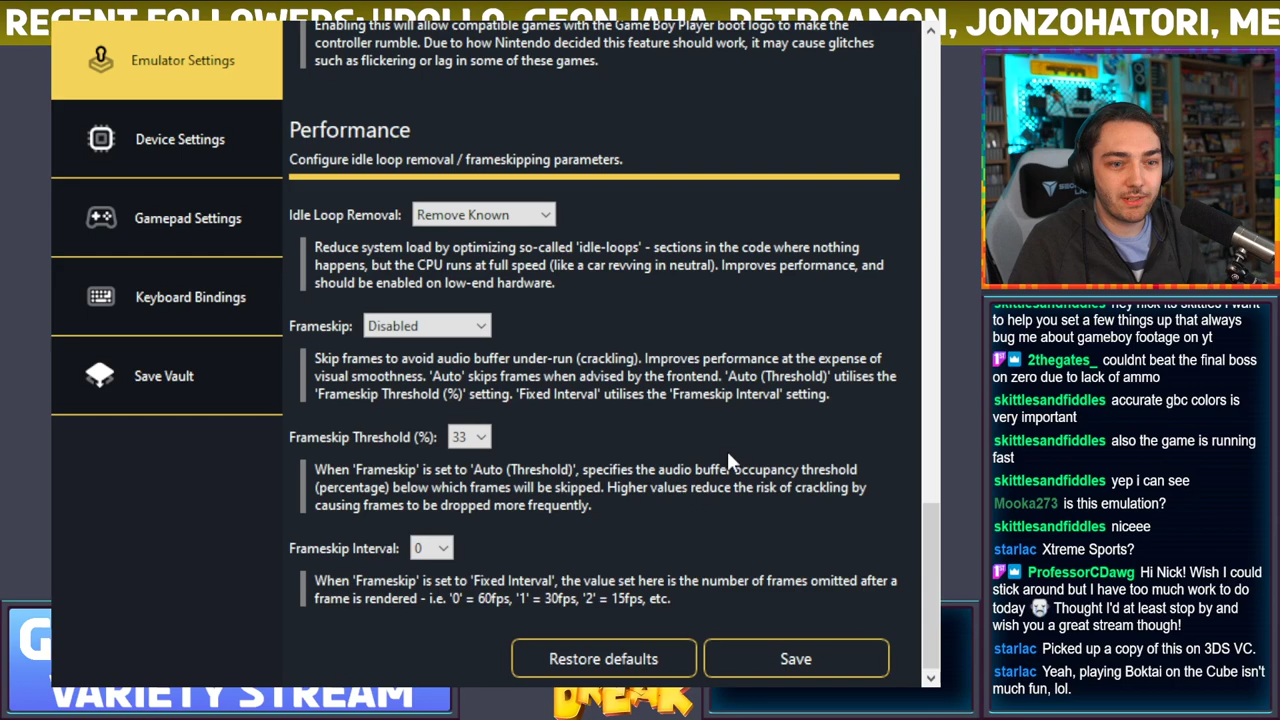 RECENT FOLLOWERS: UPOLLO, GEONJAHA, RETROAMON, JONZOHATORI, ME
Enabling this will allow compatible games with the Game Boy Player boot logo to make the
controller rumble. Due to how Nintendo decided this feature should work, it may cause glitches
such as flickering or lag in some of these games.
Emulator Settings
Device Settings
Gamepad Settings
Keyboard Bindings
Save Vault
Performance
Configure idle loop removal / frameskipping parameters.
Idle Loop Removal: Remove Known
Reduce system load by optimizing so-called 'idle-loops' - sections in the code where nothing
happens, but the CPU runs at full speed (like a car revving in neutral). Improves performance, and
should be enabled on low-end hardware.
Frameskip: Disabled
Skip frames to avoid audio buffer under-run (crackling). Improves performance at the expense of
visual smoothness. 'Auto' skips frames when advised by the frontend. 'Auto (Threshold)' utilises the
'Frameskip Threshold (%)' setting. 'Fixed Interval' utilises the 'Frameskip Interval' setting.
Frameskip Threshold (%): 33
When 'Frameskip' is set to 'Auto (Threshold)', specifies the audio buffer occupancy threshold
(percentage) below which frames will be skipped. Higher values reduce the risk of crackling by
causing frames to be dropped more frequently.
Frameskip Interval: 0
When 'Frameskip' is set to 'Fixed Interval', the value set here is the number of frames omitted after a
frame is rendered - i.e. '0' = 60fps, '1' = 30fps, '2' = 15fps, etc.
Restore defaults
Save
VARIETY STREAM
BREAK
skittlesandfiddles hey nick its skittles i want
to help you set a few things up that always
bug me about gameboy footage on yt
2thegates_ couldnt beat the final boss
on zero due to lack of ammo
skittlesandfiddles accurate gbc colors is
very important
skittlesandfiddles also the game is running
fast
skittlesandfiddles yep i can see
Mooka273 is this emulation?
skittlesandfiddles niceee
starlac Xtreme Sports?
ProfessorCDawg Hi Nick! Wish I could
stick around but I have too much work to do
today Thought I'd at least stop by and
wish you a great stream though!
starlac Picked up a copy of this on 3DS VC.
starlac Yeah, playing Boktai on the Cube isn't
much fun, lol.